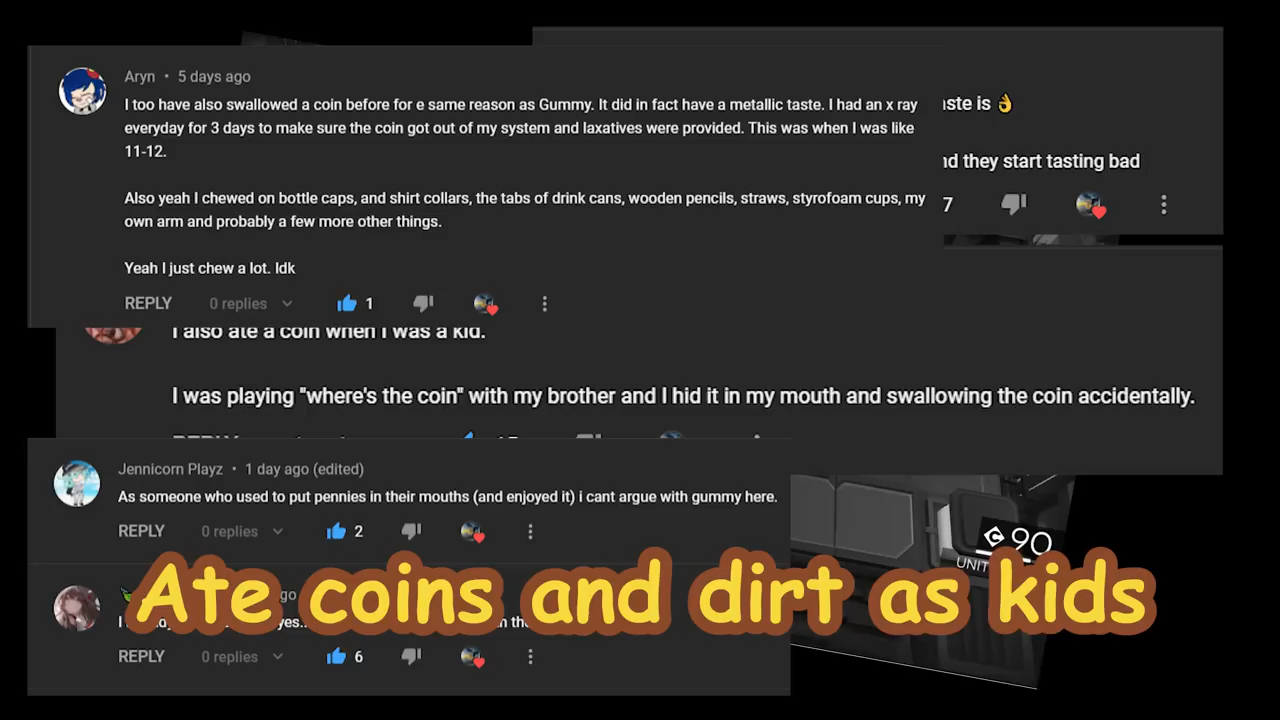 Aryn • 5 days ago
I too have also swallowed a coin before for e same reason as Gummy. It did in fact have a metallic taste. I had an x ray
everyday for 3 days to make sure the coin got out of my system and laxatives were provided. This was when I was like
11-12.
Also yeah I chewed on bottle caps, and shirt collars, the tabs of drink cans, wooden pencils, straws, styrofoam cups, my
own arm and probably a few more other things.
Yeah I just chew a lot. Idk
REPLY 0 replies 1
is 👌
they start tasting bad
7
I also ate a coin when I was a kid.
I was playing "where's the coin" with my brother and I hid it in my mouth and swallowing the coin accidentally.
Jennicorn Playz • 1 day ago (edited)
As someone who used to put pennies in their mouths (and enjoyed it) i cant argue with gummy here.
REPLY 0 replies 2
90
UNIT
Ate coins and dirt as kids
REPLY 0 replies 6